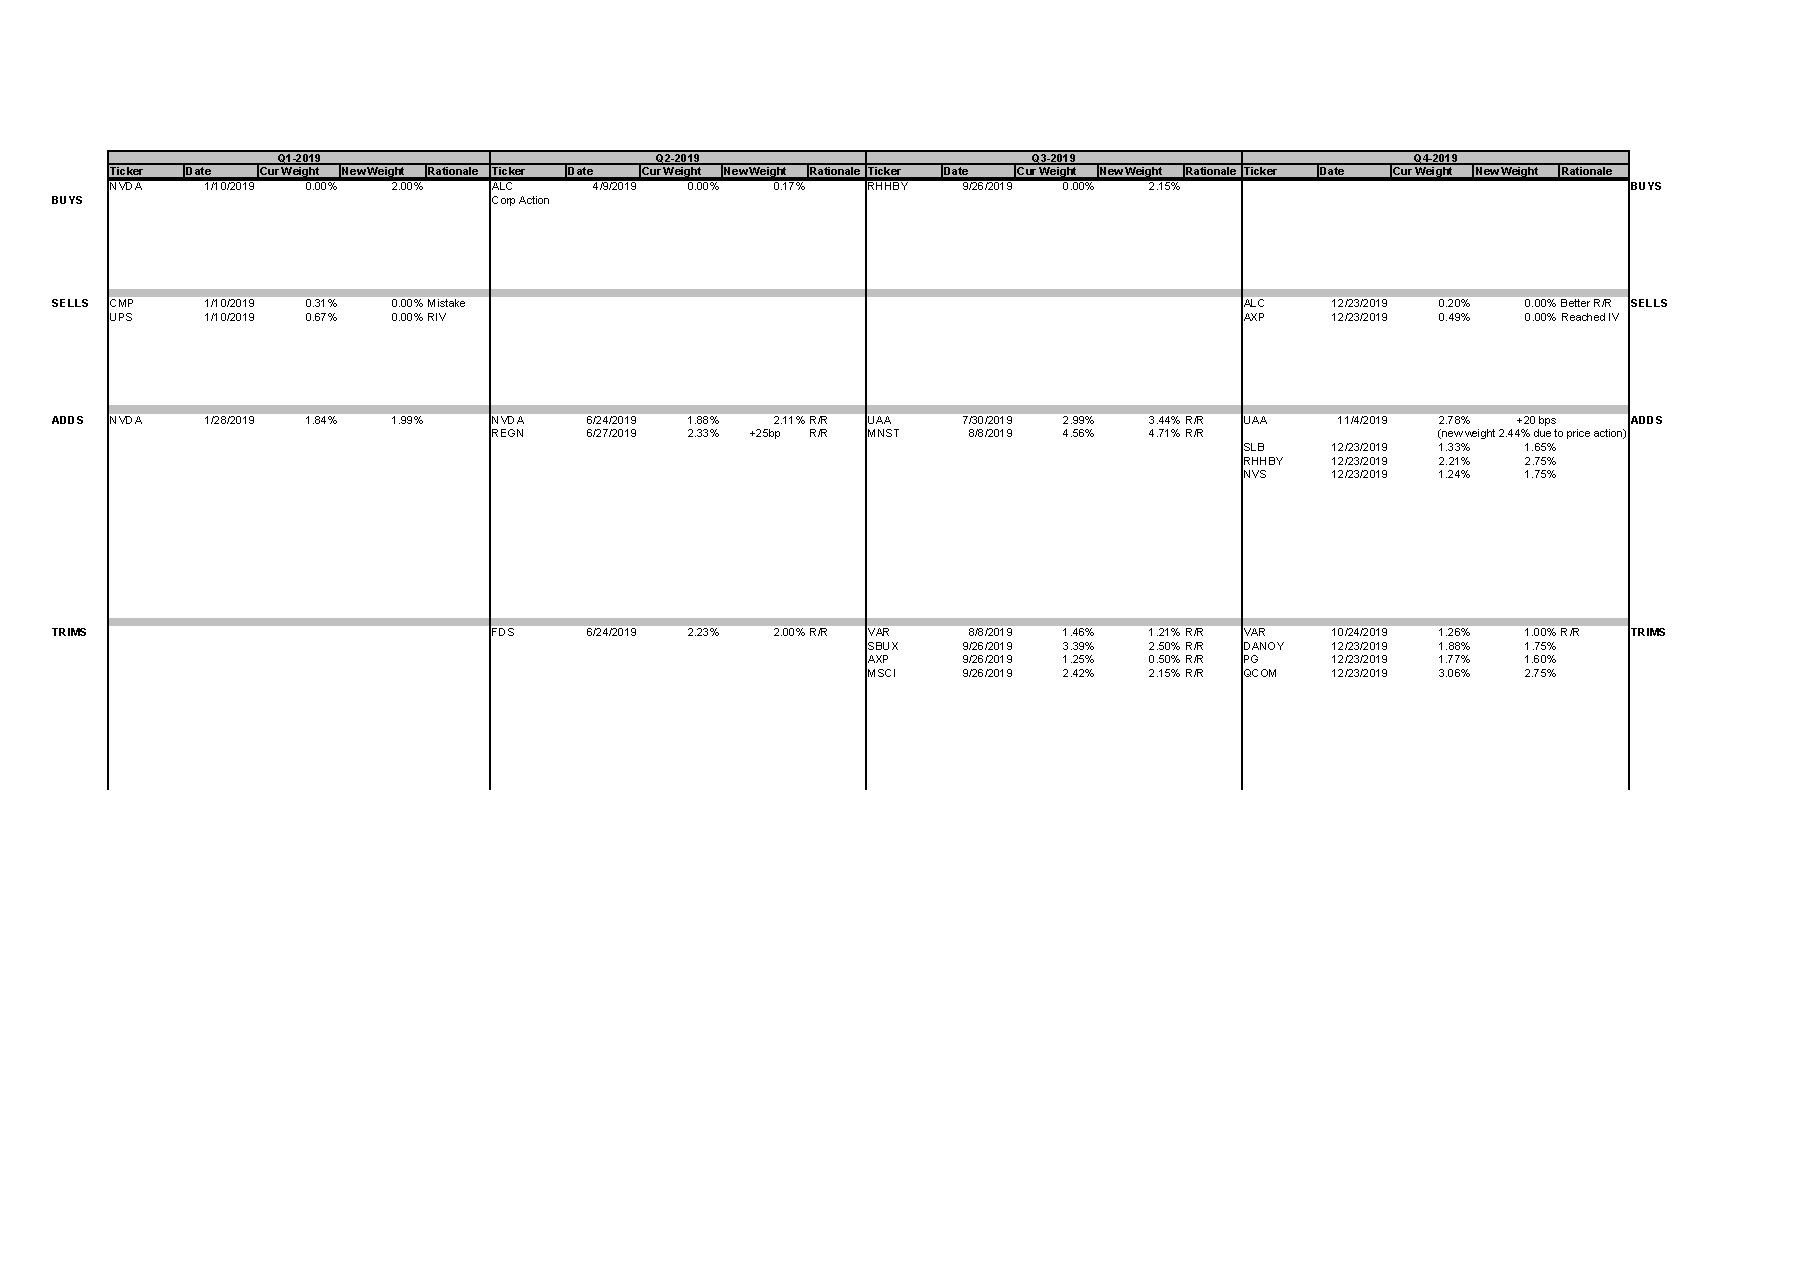 Q1-2019 Q2-2019 Q3-2019 Q4-2019
Ticker Date Cur Weight New Weight Rationale Ticker Date Cur Weight New Weight Rationale Ticker Date Cur Weight New Weight Rationale Ticker Date Cur Weight New Weight Rationale
NVDA 1/10/2019 0.00% 2.00% ALC 4/9/2019 0.00% 0.17% RHHBY 9/26/2019 0.00% 2.15% BUYS
BUYS Corp Action
SELLS CMP 1/10/2019 0.31% 0.00% Mistake ALC 12/23/2019 0.20% 0.00% Better R/R SELLS
UPS 1/10/2019 0.67% 0.00% RIV AXP 12/23/2019 0.49% 0.00% Reached IV
ADDS NVDA 1/28/2019 1.84% 1.99% NVDA 6/24/2019 1.88% 2.11% R/R UAA 7/30/2019 2.99% 3.44% R/R UAA 11/4/2019 2.78% +20 bps ADDS
REGN 6/27/2019 2.33% +25bp R/R MNST 8/8/2019 4.56% 4.71% R/R (new weight 2.44% due to price action)
SLB 12/23/2019 1.33% 1.65%
RHHBY 12/23/2019 2.21% 2.75%
NVS 12/23/2019 1.24% 1.75%
TRIMS FDS 6/24/2019 2.23% 2.00% R/R VAR 8/8/2019 1.46% 1.21% R/R VAR 10/24/2019 1.26% 1.00% R/R TRIMS
SBUX 9/26/2019 3.39% 2.50% R/R DANOY 12/23/2019 1.88% 1.75%
AXP 9/26/2019 1.25% 0.50% R/R PG 12/23/2019 1.77% 1.60%
MSCI 9/26/2019 2.42% 2.15% R/R QCOM 12/23/2019 3.06% 2.75%